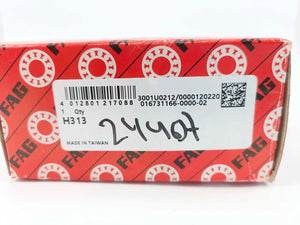 FAG
FAG
4 012801 217088
3001U0212/0000120220
016731166-0000-02
1
Qty
H313
24407
MADE IN TAIWAN
FAG
FAG